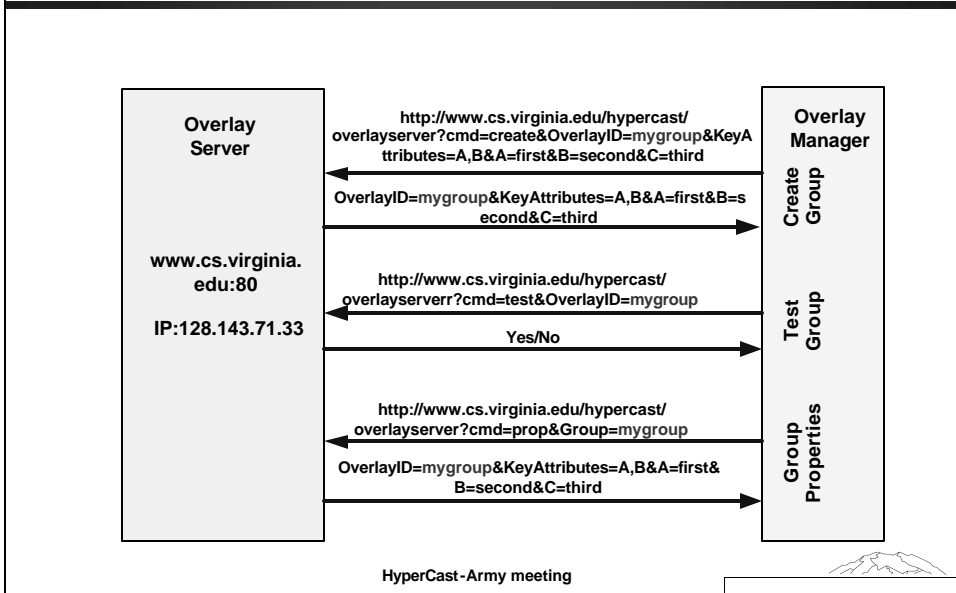 Overlay
Server
www.cs.virginia.
edu:80
IP:128.143.71.33
http://www.cs.virginia.edu/hypercast/
overlayserver?cmd=create&OverlayID=mygroup&KeyA
ttributes=A,B&A=first&B=second&C=third
OverlayID=mygroup&KeyAttributes=A,B&A=first&B=s
econd&C=third
http://www.cs.virginia.edu/hypercast/
overlayserverr?cmd=test&OverlayID=mygroup
Yes/No
http://www.cs.virginia.edu/hypercast/
overlayserver?cmd=prop&Group=mygroup
OverlayID=mygroup&KeyAttributes=A,B&A=first&
B=second&C=third
Overlay
Manager
Create
Group
Test
Group
Group
Properties
HyperCast-Army meeting